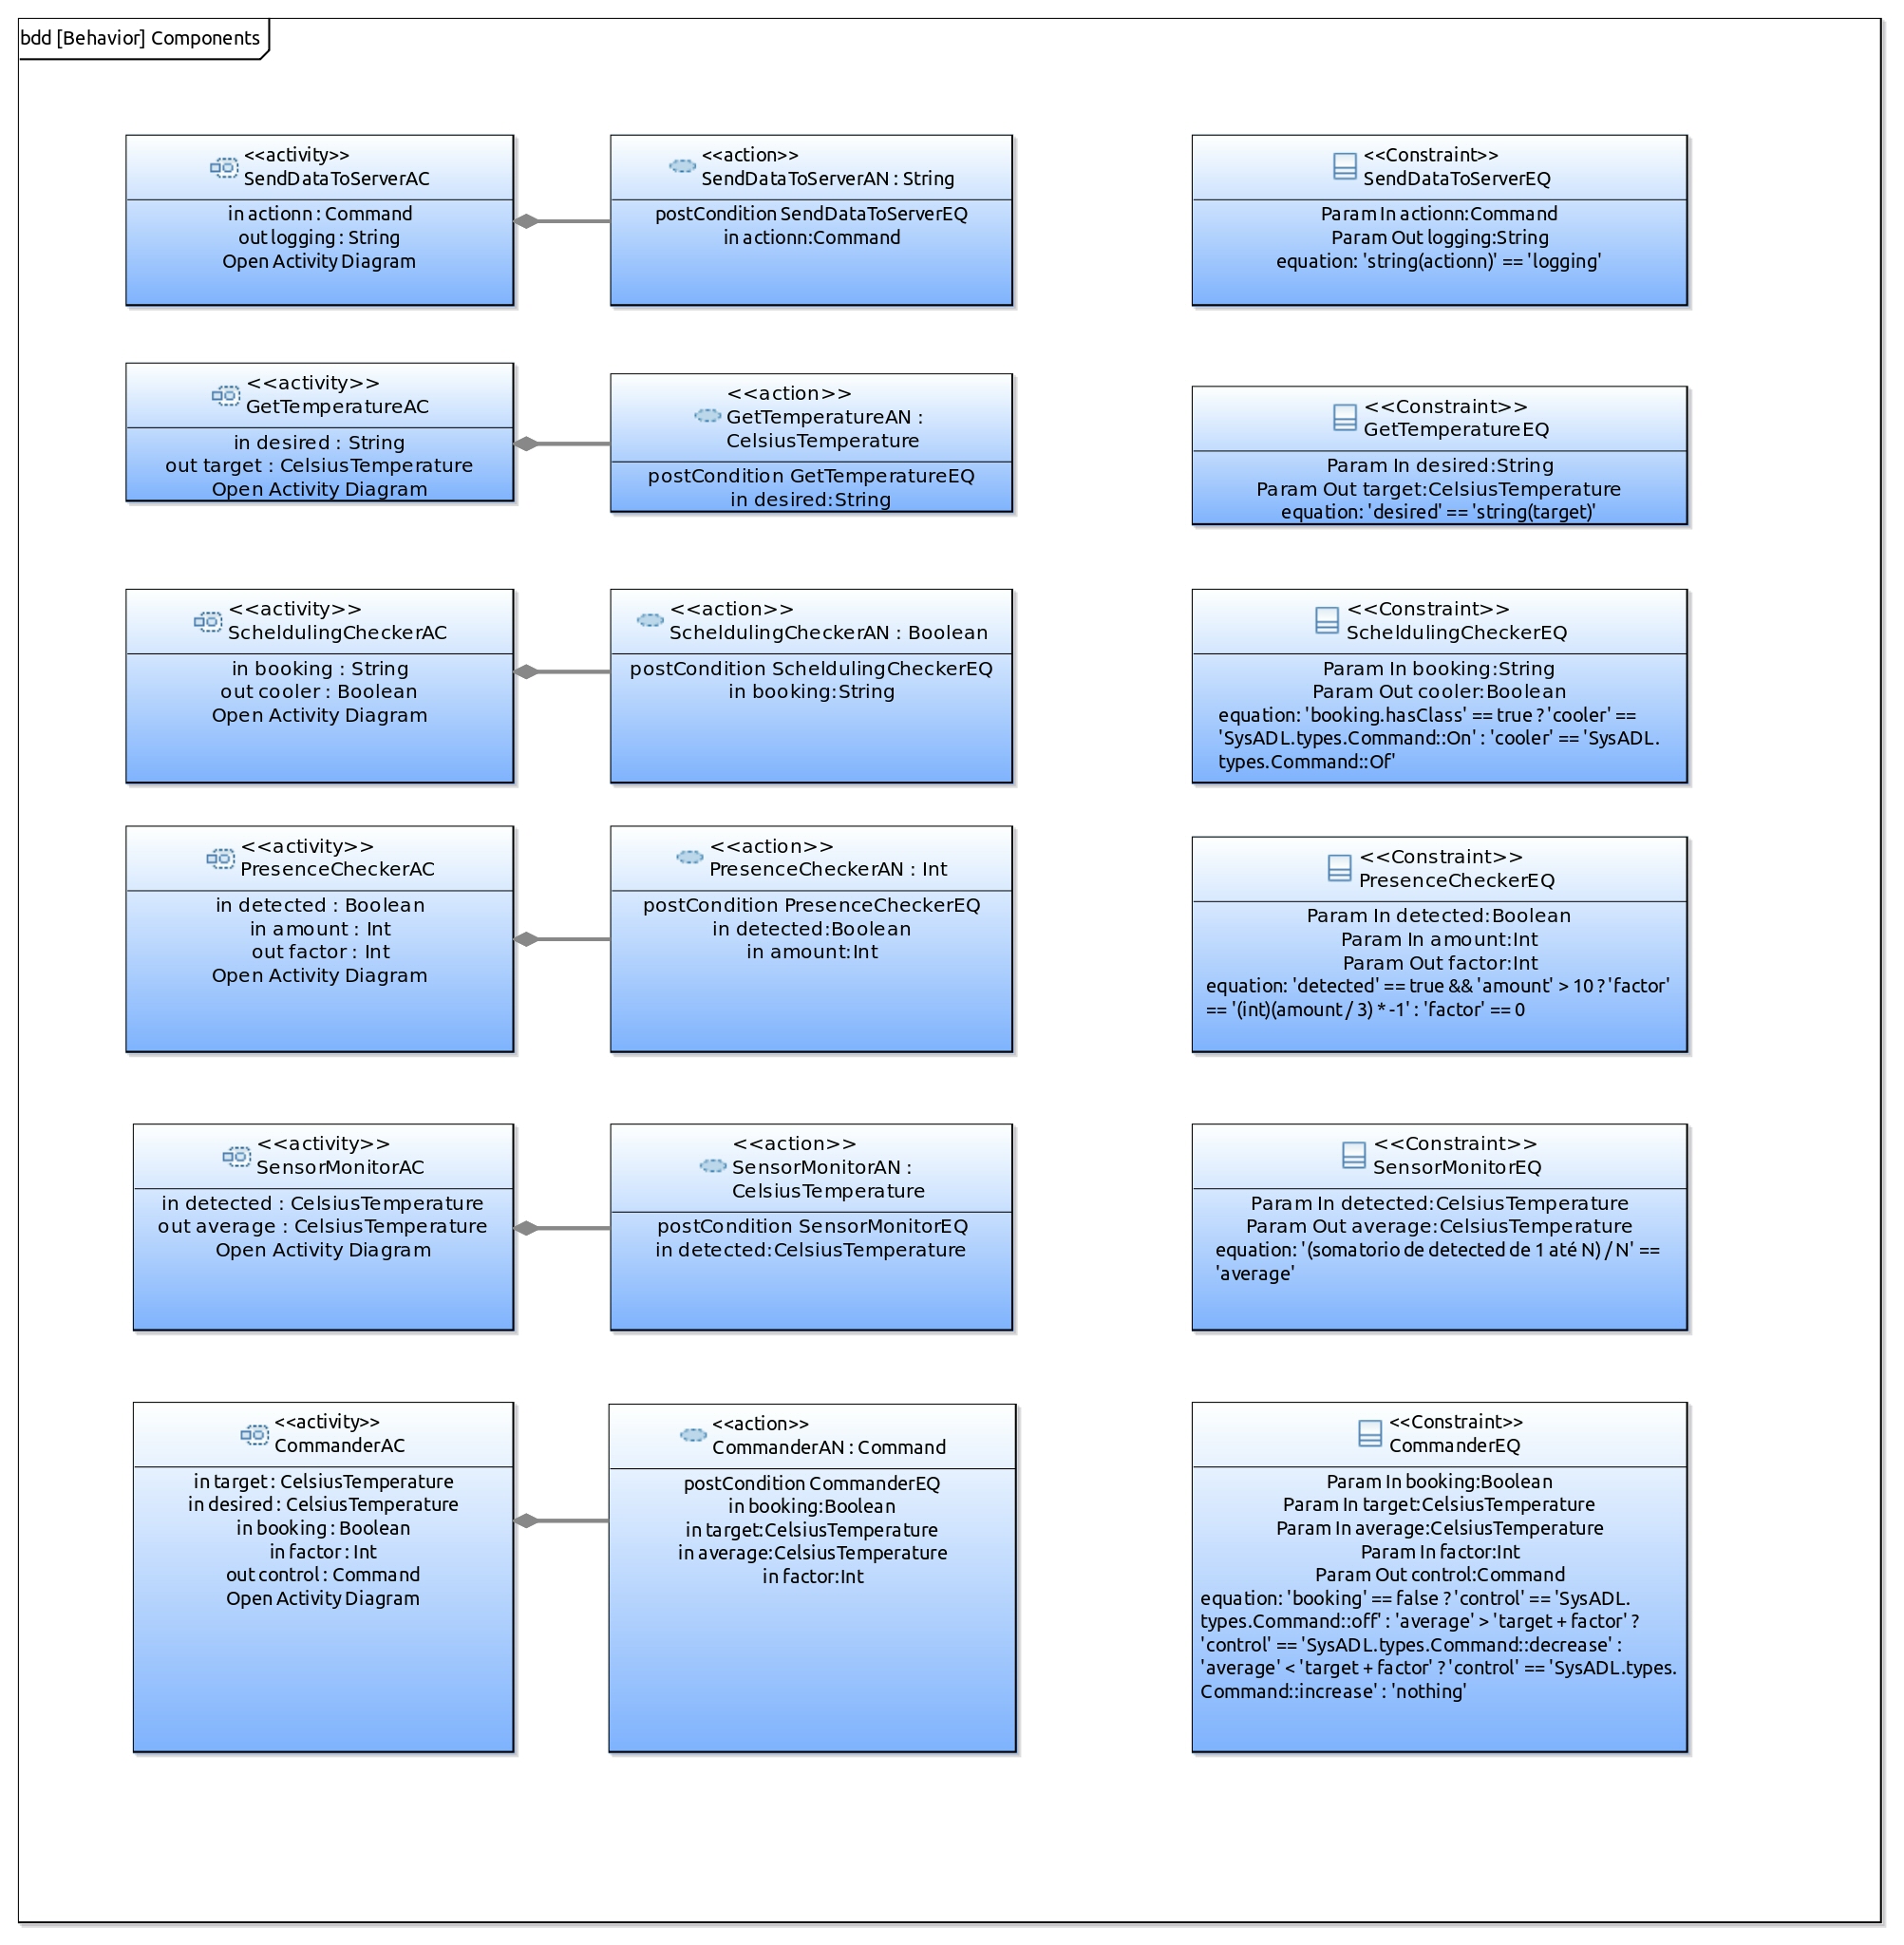 bdd [Behavior] Components
<<activity>>
SendDataToServerAC
in actionn : Command
out logging : String
Open Activity Diagram
<<action>>
SendDataToServerAN : String
postCondition SendDataToServerEQ
in actionn:Command
<<Constraint>>
SendDataToServerEQ
Param In actionn:Command
Param Out logging:String
equation: 'string(actionn)' == 'logging'
<<activity>>
GetTemperatureAC
in desired : String
out target : CelsiusTemperature
Open Activity Diagram
<<action>>
GetTemperatureAN :
CelsiusTemperature
postCondition GetTemperatureEQ
in desired:String
<<Constraint>>
GetTemperatureEQ
Param In desired:String
Param Out target:CelsiusTemperature
equation: 'desired' == 'string(target)'
<<activity>>
ScheldulingCheckerAC
in booking : String
out cooler : Boolean
Open Activity Diagram
<<action>>
ScheldulingCheckerAN : Boolean
postCondition ScheldulingCheckerEQ
in booking:String
<<Constraint>>
ScheldulingCheckerEQ
Param In booking:String
Param Out cooler:Boolean
equation: 'booking.hasClass' == true ? 'cooler' ==
'SysADL.types.Command::On' : 'cooler' == 'SysADL.
types.Command::Of'
<<activity>>
PresenceCheckerAC
in detected : Boolean
in amount : Int
out factor : Int
Open Activity Diagram
<<action>>
PresenceCheckerAN : Int
postCondition PresenceCheckerEQ
in detected:Boolean
in amount:Int
<<Constraint>>
PresenceCheckerEQ
Param In detected:Boolean
Param In amount:Int
Param Out factor:Int
equation: 'detected' == true && 'amount' > 10 ? 'factor'
== '(int)(amount / 3) * -1' : 'factor' == 0
<<activity>>
SensorMonitorAC
in detected : CelsiusTemperature
out average : CelsiusTemperature
Open Activity Diagram
<<action>>
SensorMonitorAN :
CelsiusTemperature
postCondition SensorMonitorEQ
in detected:CelsiusTemperature
<<Constraint>>
SensorMonitorEQ
Param In detected:CelsiusTemperature
Param Out average:CelsiusTemperature
equation: '(somatorio de detected de 1 até N) / N' ==
'average'
<<activity>>
CommanderAC
in target : CelsiusTemperature
in desired : CelsiusTemperature
in booking : Boolean
in factor : Int
out control : Command
Open Activity Diagram
<<action>>
CommanderAN : Command
postCondition CommanderEQ
in booking:Boolean
in target:CelsiusTemperature
in average:CelsiusTemperature
in factor:Int
<<Constraint>>
CommanderEQ
Param In booking:Boolean
Param In target:CelsiusTemperature
Param In average:CelsiusTemperature
Param In factor:Int
Param Out control:Command
equation: 'booking' == false ? 'control' == 'SysADL.
types.Command::off' : 'average' > 'target + factor' ?
'control' == 'SysADL.types.Command::decrease' :
'average' < 'target + factor' ? 'control' == 'SysADL.types.
Command::increase' : 'nothing'